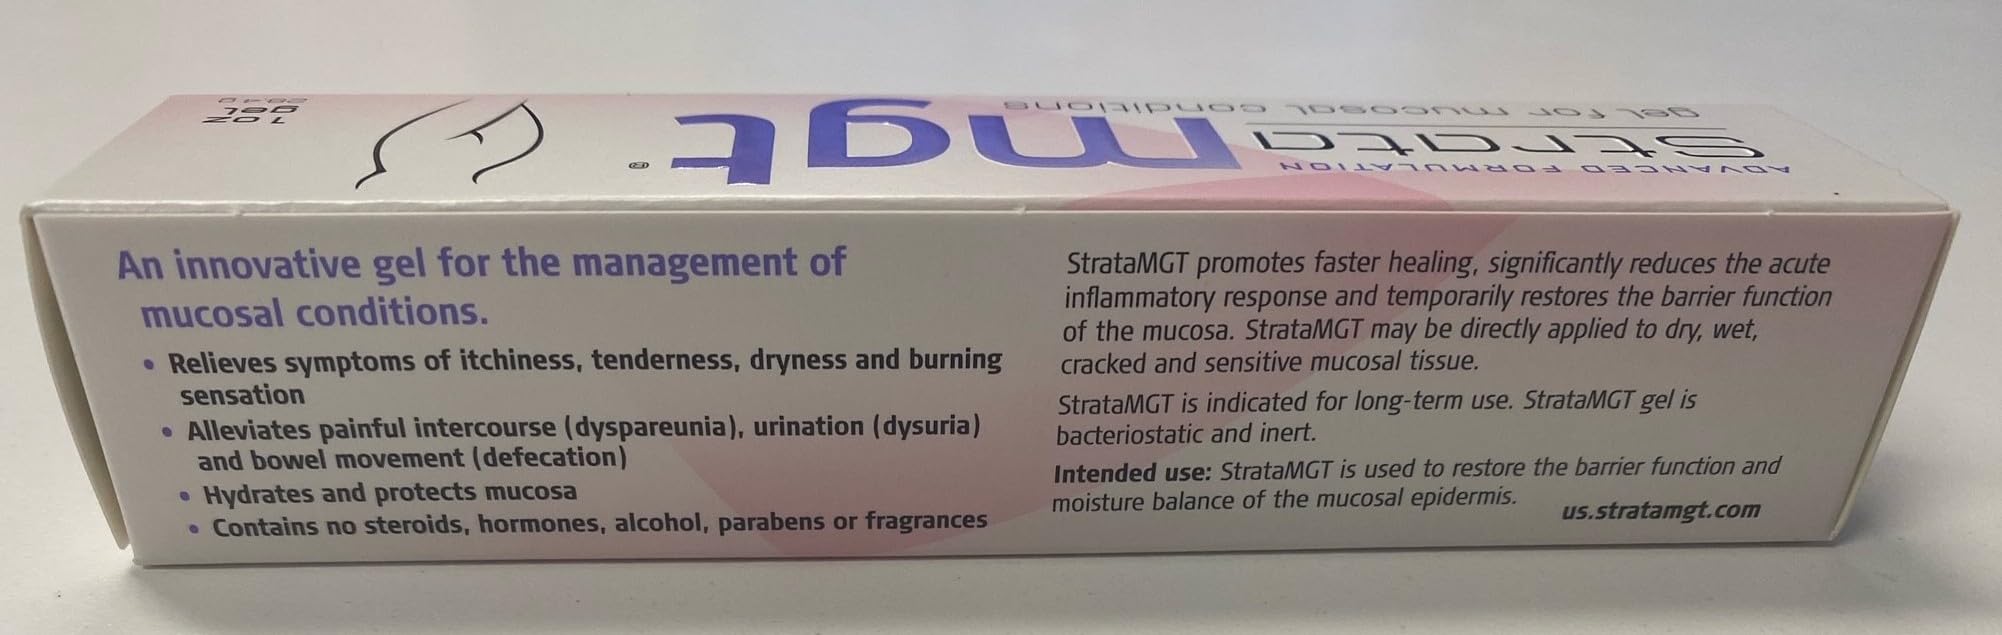 ADVANCED FORMULATION
Strata
mgt®
gel for mucosal conditions
1 oz
gel
28.4 g
An innovative gel for the management of
mucosal conditions.
• Relieves symptoms of itchiness, tenderness, dryness and burning
sensation
• Alleviates painful intercourse (dyspareunia), urination (dysuria)
and bowel movement (defecation)
• Hydrates and protects mucosa
• Contains no steroids, hormones, alcohol, parabens or fragrances
StrataMGT promotes faster healing, significantly reduces the acute
inflammatory response and temporarily restores the barrier function
of the mucosa. StrataMGT may be directly applied to dry, wet,
cracked and sensitive mucosal tissue.
StrataMGT is indicated for long-term use. StrataMGT gel is
bacteriostatic and inert.
Intended use: StrataMGT is used to restore the barrier function and
moisture balance of the mucosal epidermis.
us.stratamgt.com